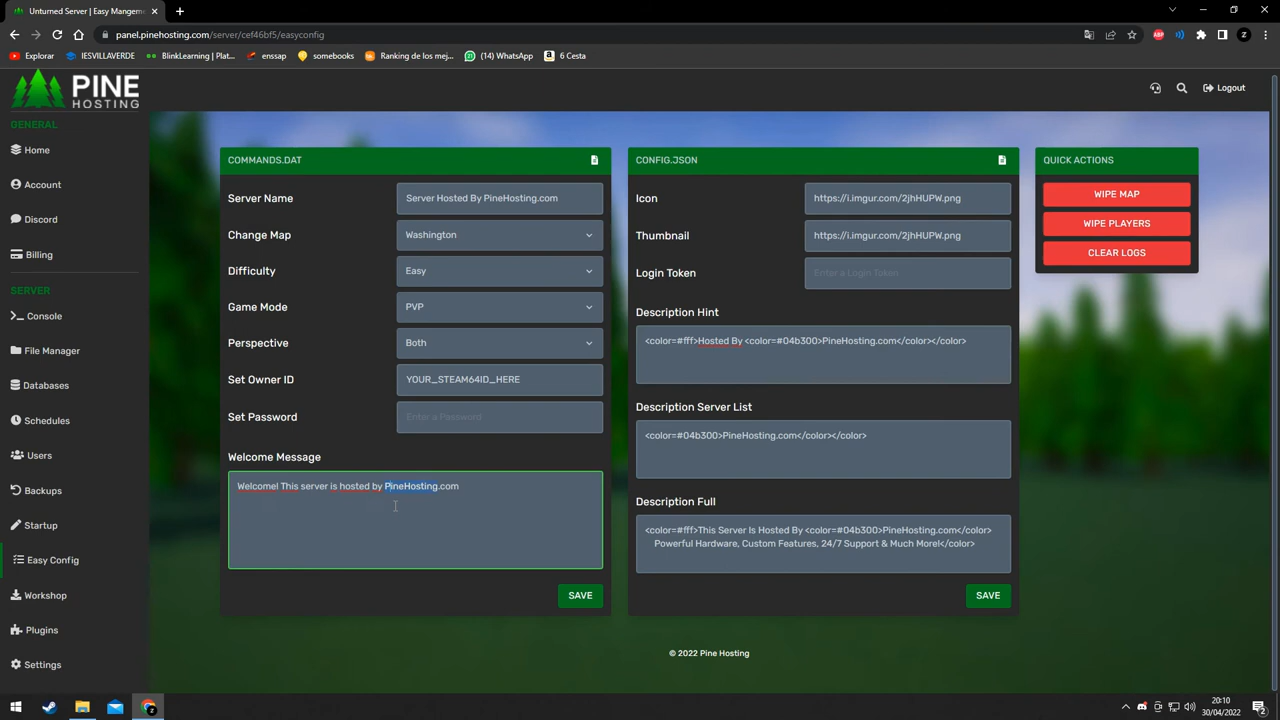 Unturned Server | Easy Mangeme
panel.pinehosting.com/server/cef46bf5/easyconfig
Explorar
IESVILLAVERDE
BlinkLearning | Plat...
enssap
somebooks
Ranking de los mej...
(14) WhatsApp
6 Cesta
PINE
HOSTING
Logout
GENERAL
Home
Account
Discord
Billing
SERVER
Console
File Manager
Databases
Schedules
Users
Backups
Startup
Easy Config
Workshop
Plugins
Settings
COMMANDS.DAT
Server Name
Server Hosted By PineHosting.com
Change Map
Washington
Difficulty
Easy
Game Mode
PVP
Perspective
Both
Set Owner ID
YOUR_STEAM64ID_HERE
Set Password
Enter a Password
Welcome Message
Welcome! This server is hosted by PineHosting.com
SAVE
CONFIG.JSON
Icon
https://i.imgur.com/2jhHUPW.png
Thumbnail
https://i.imgur.com/2jhHUPW.png
Login Token
Enter a Login Token
Description Hint
<color=#fff>Hosted By <color=#04b300>PineHosting.com</color></color>
Description Server List
<color=#04b300>PineHosting.com</color></color>
Description Full
<color=#fff>This Server Is Hosted By <color=#04b300>PineHosting.com</color>
Powerful Hardware, Custom Features, 24/7 Support & Much More!</color>
SAVE
QUICK ACTIONS
WIPE MAP
WIPE PLAYERS
CLEAR LOGS
© 2022 Pine Hosting
20:10
30/04/2022